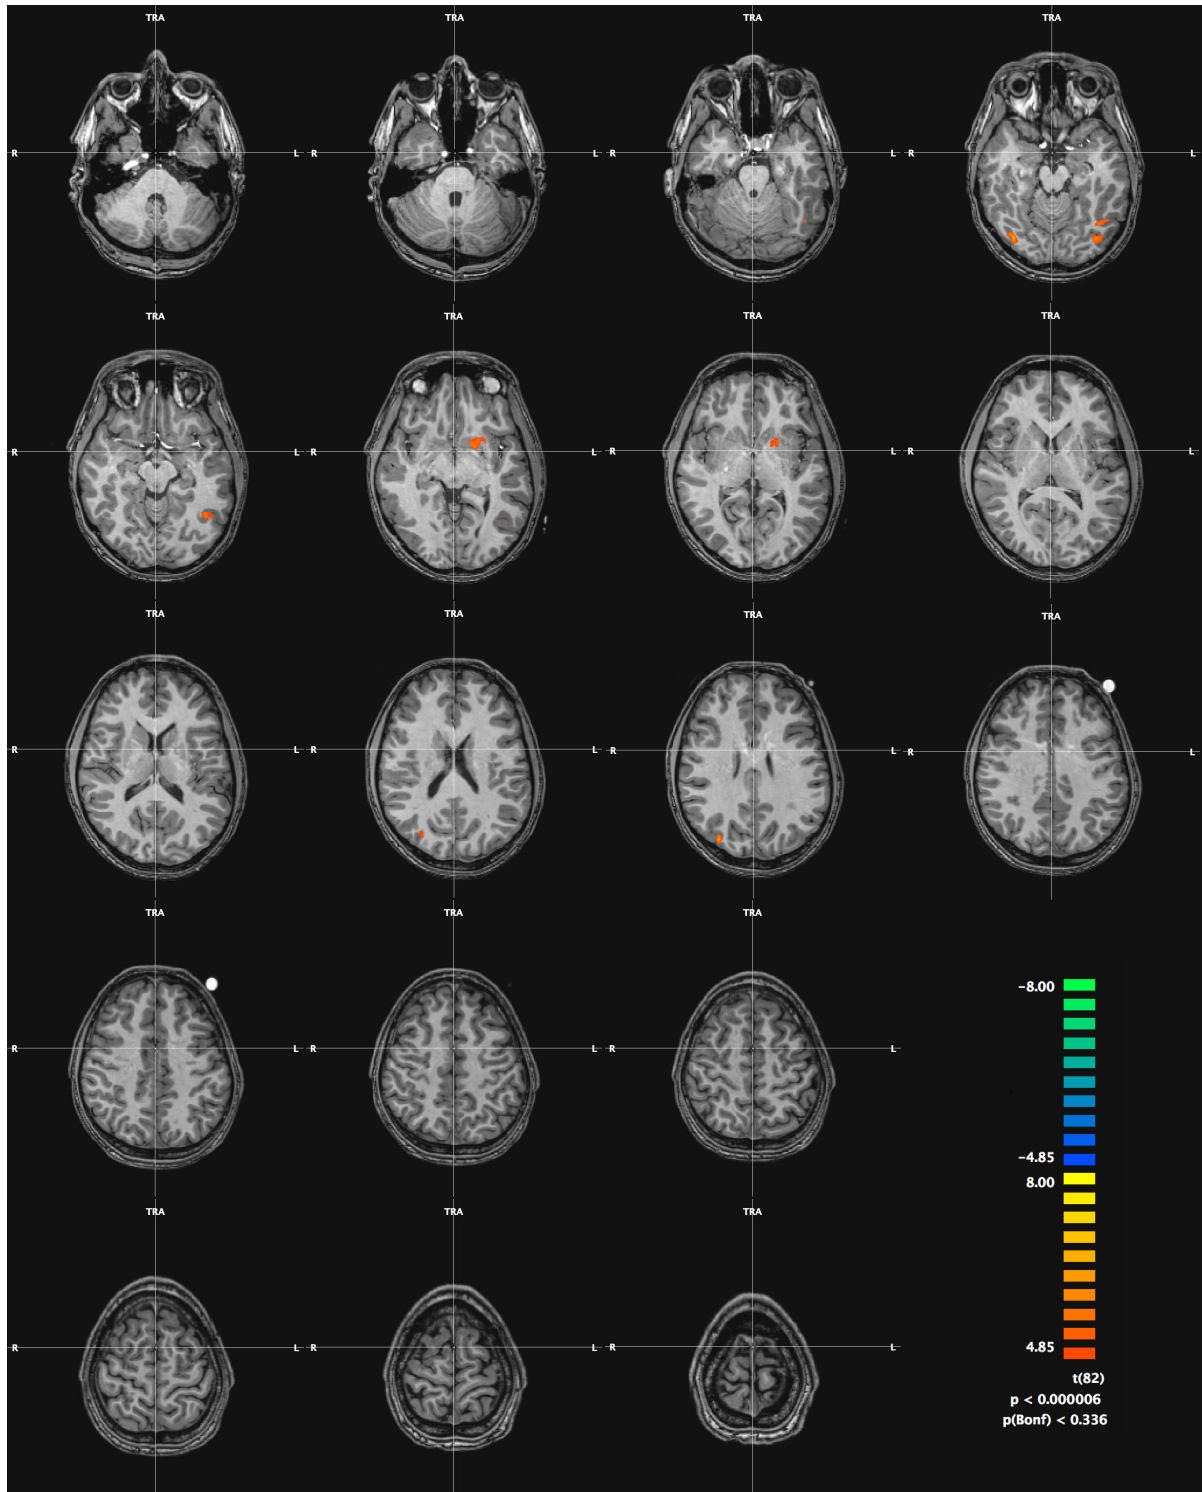 TRA TRA TRA TRA
R L R L R L R L
TRA TRA TRA TRA
R L R L R L R L
TRA TRA TRA TRA
R L R L R L R L
TRA TRA TRA
R L R L R L
−8.00
−4.85
8.00
4.85
t(82)
p < 0.000006
p(Bonf) < 0.336
TRA TRA TRA
R L R L R L